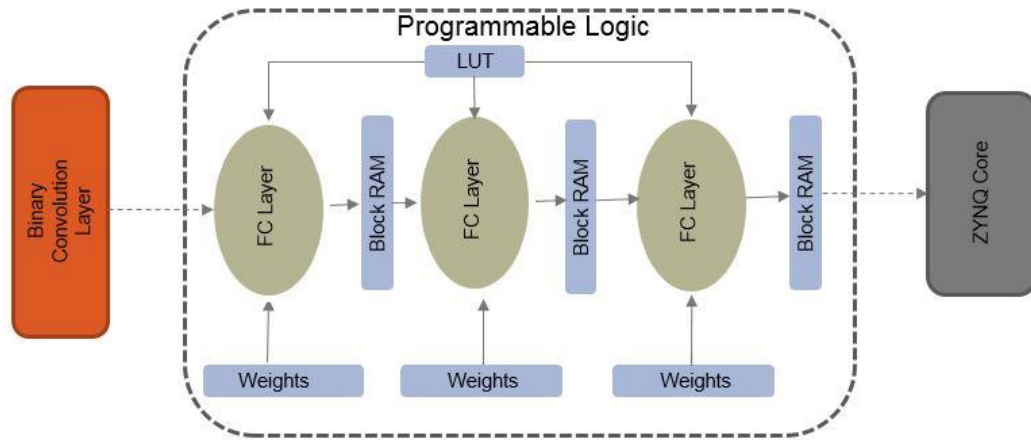 Programmable Logic
LUT
Binary
Convolution
Layer
FC Layer
Block RAM
FC Layer
Block RAM
FC Layer
Block RAM
ZYNQ Core
Weights
Weights
Weights